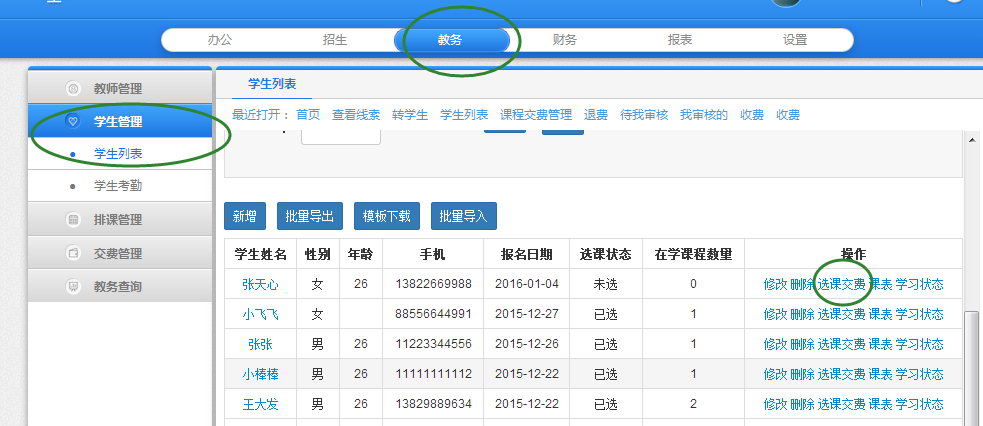 办公 招生 教务 财务 报表 设置
教师管理
学生管理
学生列表
学生考勤
排课管理
交费管理
教务查询
学生列表
最近打开： 首页 查看线索 转学生 学生列表 课程交费管理 退费 待我审核 我审核的 收费 收费
新增 批量导出 模板下载 批量导入
学生姓名 性别 年龄 手机 报名日期 选课状态 在学课程数量 操作
张天心 女 26 13822669988 2016-01-04 未选 0 修改 删除 选课交费 课表 学习状态
小飞飞 女 88556644991 2015-12-27 已选 1 修改 删除 选课交费 课表 学习状态
张张 男 26 11223344556 2015-12-26 已选 1 修改 删除 选课交费 课表 学习状态
小棒棒 男 26 11111111112 2015-12-22 已选 1 修改 删除 选课交费 课表 学习状态
王大发 男 26 13829889634 2015-12-22 已选 2 修改 删除 选课交费 课表 学习状态